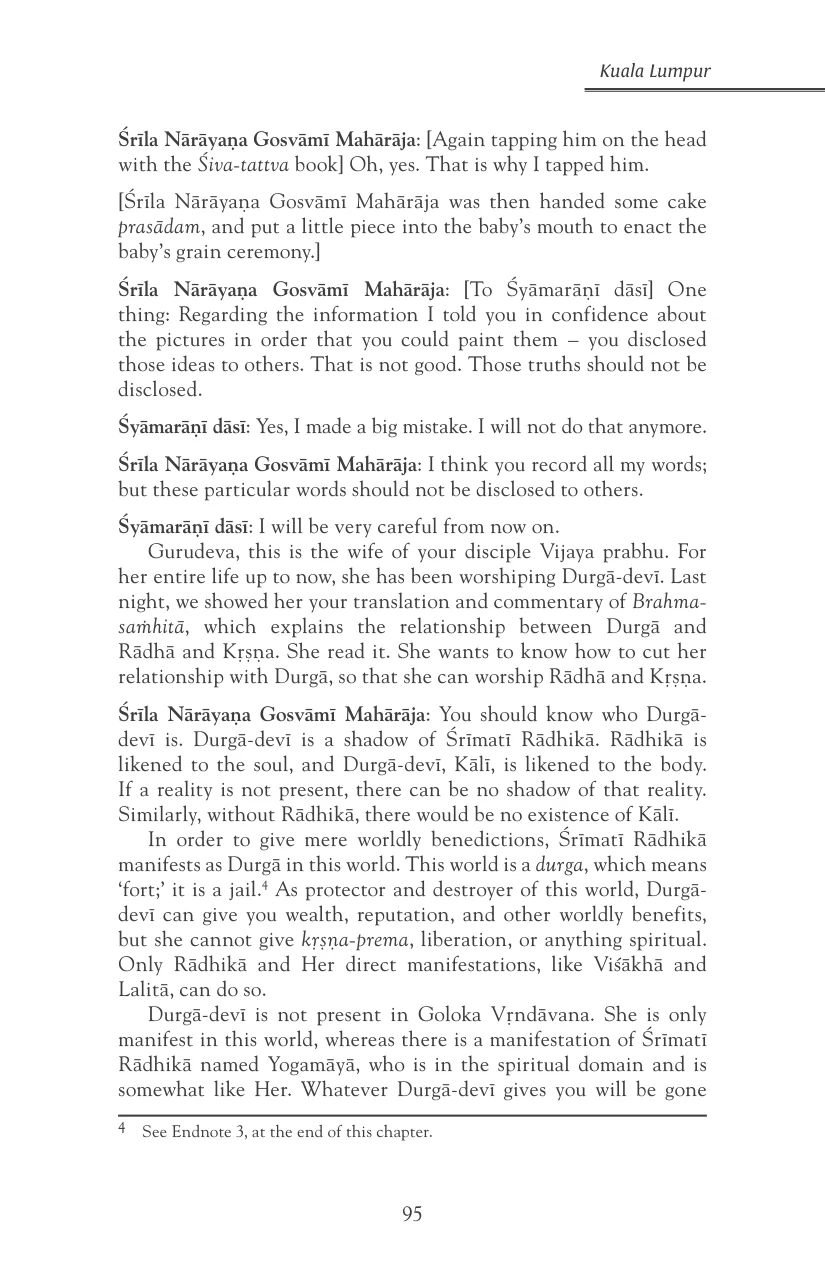 Kuala Lumpur
Śrīla Nārāyaṇa Gosvāmī Mahārāja: [Again tapping him on the head
with the Śiva-tattva book] Oh, yes. That is why I tapped him.
[Śrīla Nārāyaṇa Gosvāmī Mahārāja was then handed some cake
prasādam, and put a little piece into the baby’s mouth to enact the
baby’s grain ceremony.]
Śrīla Nārāyaṇa Gosvāmī Mahārāja: [To Śyāmarāṇī dāsī] One
thing: Regarding the information I told you in confidence about
the pictures in order that you could paint them – you disclosed
those ideas to others. That is not good. Those truths should not be
disclosed.
Śyāmarāṇī dāsī: Yes, I made a big mistake. I will not do that anymore.
Śrīla Nārāyaṇa Gosvāmī Mahārāja: I think you record all my words;
but these particular words should not be disclosed to others.
Śyāmarāṇī dāsī: I will be very careful from now on.
Gurudeva, this is the wife of your disciple Vijaya prabhu. For
her entire life up to now, she has been worshiping Durgā-devī. Last
night, we showed her your translation and commentary of Brahma-
saṁhitā, which explains the relationship between Durgā and
Rādhā and Kṛṣṇa. She read it. She wants to know how to cut her
relationship with Durgā, so that she can worship Rādhā and Kṛṣṇa.
Śrīla Nārāyaṇa Gosvāmī Mahārāja: You should know who Durgā-
devī is. Durgā-devī is a shadow of Śrīmatī Rādhikā. Rādhikā is
likened to the soul, and Durgā-devī, Kālī, is likened to the body.
If a reality is not present, there can be no shadow of that reality.
Similarly, without Rādhikā, there would be no existence of Kālī.
In order to give mere worldly benedictions, Śrīmatī Rādhikā
manifests as Durgā in this world. This world is a durga, which means
‘fort;’ it is a jail.4 As protector and destroyer of this world, Durgā-
devī can give you wealth, reputation, and other worldly benefits,
but she cannot give kṛṣṇa-prema, liberation, or anything spiritual.
Only Rādhikā and Her direct manifestations, like Viśākhā and
Lalitā, can do so.
Durgā-devī is not present in Goloka Vṛndāvana. She is only
manifest in this world, whereas there is a manifestation of Śrīmatī
Rādhikā named Yogamāyā, who is in the spiritual domain and is
somewhat like Her. Whatever Durgā-devī gives you will be gone
4 See Endnote 3, at the end of this chapter.
95